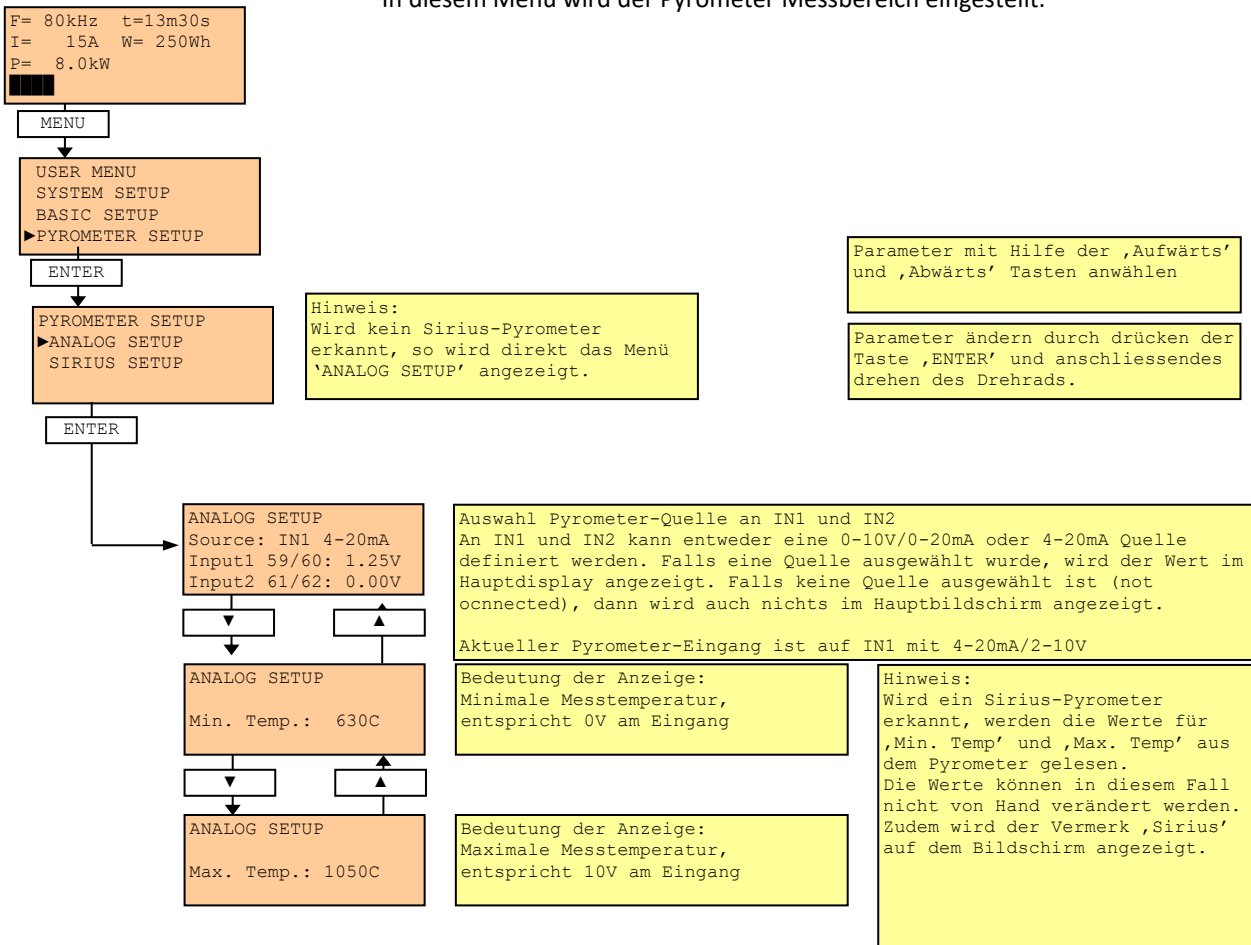 In diesem Menü wird der Pyrometer Messbereich eingestellt.
F= 80kHz  t=13m30s
I=   15A  W= 250Wh
P=  8.0kW
MENU
USER MENU
SYSTEM SETUP
BASIC SETUP
►PYROMETER SETUP
ENTER
PYROMETER SETUP
►ANALOG SETUP
SIRIUS SETUP
ENTER
Hinweis:
Wird kein Sirius-Pyrometer
erkannt, so wird direkt das Menü
‘ANALOG SETUP’ angezeigt.
Parameter mit Hilfe der ‚Aufwärts’
und ‚Abwärts’ Tasten anwählen
Parameter ändern durch drücken der
Taste ‚ENTER’ und anschliessendes
drehen des Drehrads.
ANALOG SETUP
Source: IN1 4-20mA
Input1 59/60: 1.25V
Input2 61/62: 0.00V
▼
▲
Auswahl Pyrometer-Quelle an IN1 und IN2
An IN1 und IN2 kann entweder eine 0-10V/0-20mA oder 4-20mA Quelle
definiert werden. Falls eine Quelle ausgewählt wurde, wird der Wert im
Hauptdisplay angezeigt. Falls keine Quelle ausgewählt ist (not
ocnnected), dann wird auch nichts im Hauptbildschirm angezeigt.
Aktueller Pyrometer-Eingang ist auf IN1 mit 4-20mA/2-10V
ANALOG SETUP
Min. Temp.:  630C
▼
▲
Bedeutung der Anzeige:
Minimale Messtemperatur,
entspricht 0V am Eingang
ANALOG SETUP
Max. Temp.: 1050C
Bedeutung der Anzeige:
Maximale Messtemperatur,
entspricht 10V am Eingang
Hinweis:
Wird ein Sirius-Pyrometer
erkannt, werden die Werte für
‚Min. Temp’ und ‚Max. Temp’ aus
dem Pyrometer gelesen.
Die Werte können in diesem Fall
nicht von Hand verändert werden.
Zudem wird der Vermerk ‚Sirius’
auf dem Bildschirm angezeigt.